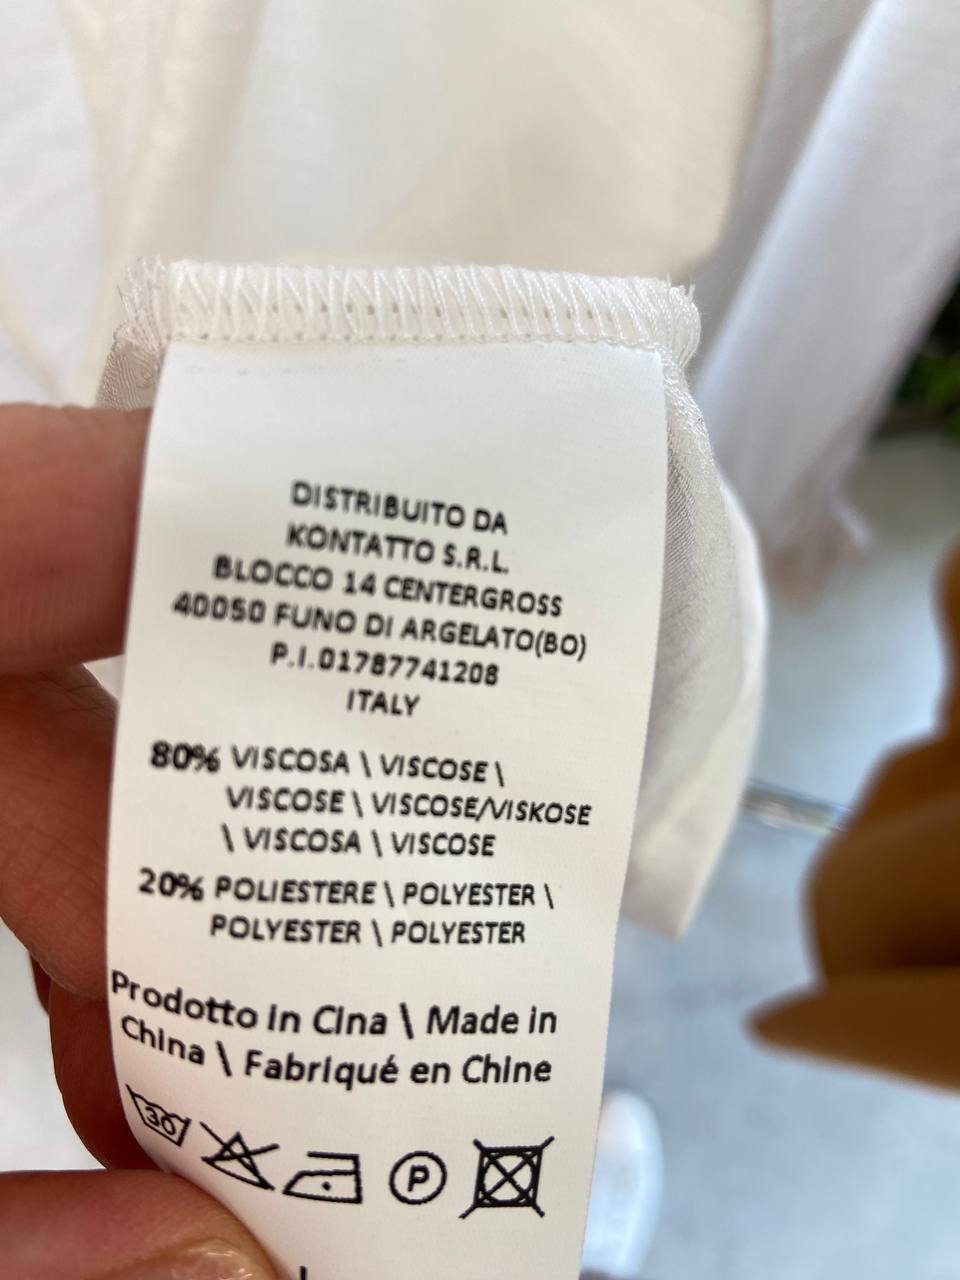 DISTRIBUITO DA
KONTATTO S.R.L.
BLOCCO 14 CENTERGROSS
40050 FUNO DI ARGELATO(BO)
P.I.01787741208
ITALY
80% VISCOSA \ VISCOSE \
VISCOSE \ VISCOSE/VISKOSE
\ VISCOSA \ VISCOSE
20% POLIESTERE \ POLYESTER \
POLYESTER \ POLYESTER
Prodotto in Cina \ Made in
China \ Fabriqué en Chine
30
P